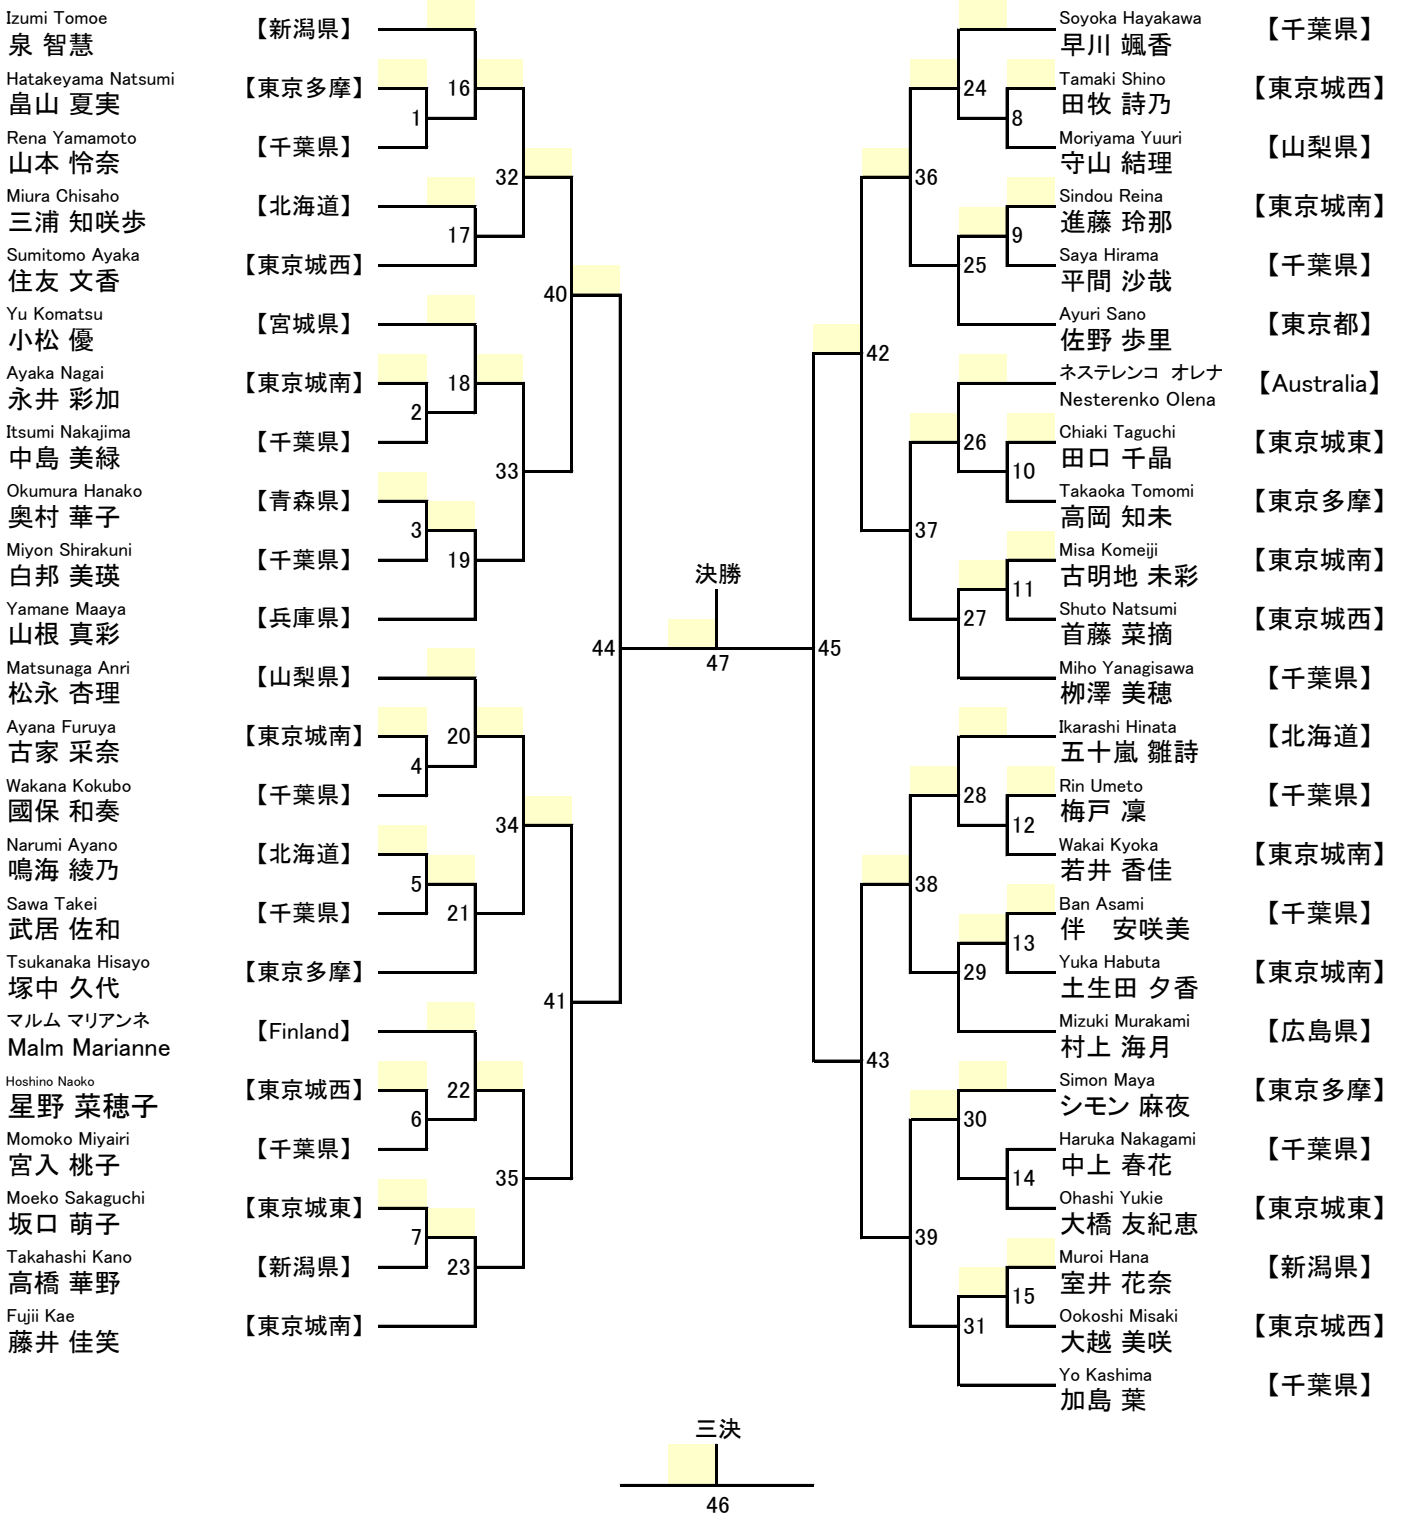 Izumi Tomoe
泉 智慧
【新潟県】
Hatakeyama Natsumi
畠山 夏実
【東京多摩】
Rena Yamamoto
山本 怜奈
【千葉県】
Miura Chisaho
三浦 知咲歩
【北海道】
Sumitomo Ayaka
住友 文香
【東京城西】
Yu Komatsu
小松 優
【宮城県】
Ayaka Nagai
永井 彩加
【東京城南】
Itsumi Nakajima
中島 美緑
【千葉県】
Okumura Hanako
奥村 華子
【青森県】
Miyon Shirakuni
白邦 美瑛
【千葉県】
Yamane Maaya
山根 真彩
【兵庫県】
Matsunaga Anri
松永 杏理
【山梨県】
Ayana Furuya
古家 采奈
【東京城南】
Wakana Kokubo
國保 和奏
【千葉県】
Narumi Ayano
鳴海 綾乃
【北海道】
Sawa Takei
武居 佐和
【千葉県】
Tsukanaka Hisayo
塚中 久代
【東京多摩】
マルム マリアンネ
Malm Marianne
【Finland】
Hoshino Naoko
星野 菜穂子
【東京城西】
Momoko Miyairi
宮入 桃子
【千葉県】
Moeko Sakaguchi
坂口 萌子
【東京城東】
Takahashi Kano
高橋 華野
【新潟県】
Fujii Kae
藤井 佳笑
【東京城南】
1
2
3
4
5
6
7
16
17
18
19
20
21
22
23
32
33
34
35
40
41
44
決勝
47
45
42
43
36
37
38
39
24
25
26
27
28
29
30
31
8
9
10
11
12
13
14
15
Soyoka Hayakawa
早川 颯香
【千葉県】
Tamaki Shino
田牧 詩乃
【東京城西】
Moriyama Yuuri
守山 結理
【山梨県】
Sindou Reina
進藤 玲那
【東京城南】
Saya Hirama
平間 沙哉
【千葉県】
Ayuri Sano
佐野 歩里
【東京都】
ネステレンコ オレナ
Nesterenko Olena
【Australia】
Chiaki Taguchi
田口 千晶
【東京城東】
Takaoka Tomomi
高岡 知未
【東京多摩】
Misa Komeiji
古明地 未彩
【東京城南】
Shuto Natsumi
首藤 菜摘
【東京城西】
Miho Yanagisawa
栁澤 美穂
【千葉県】
Ikarashi Hinata
五十嵐 雛詩
【北海道】
Rin Umeto
梅戸 凜
【千葉県】
Wakai Kyoka
若井 香佳
【東京城南】
Ban Asami
伴 安咲美
【千葉県】
Yuka Habuta
土生田 夕香
【東京城南】
Mizuki Murakami
村上 海月
【広島県】
Simon Maya
シモン 麻夜
【東京多摩】
Haruka Nakagami
中上 春花
【千葉県】
Ohashi Yukie
大橋 友紀恵
【東京城東】
Muroi Hana
室井 花奈
【新潟県】
Ookoshi Misaki
大越 美咲
【東京城西】
Yo Kashima
加島 葉
【千葉県】
三決
46